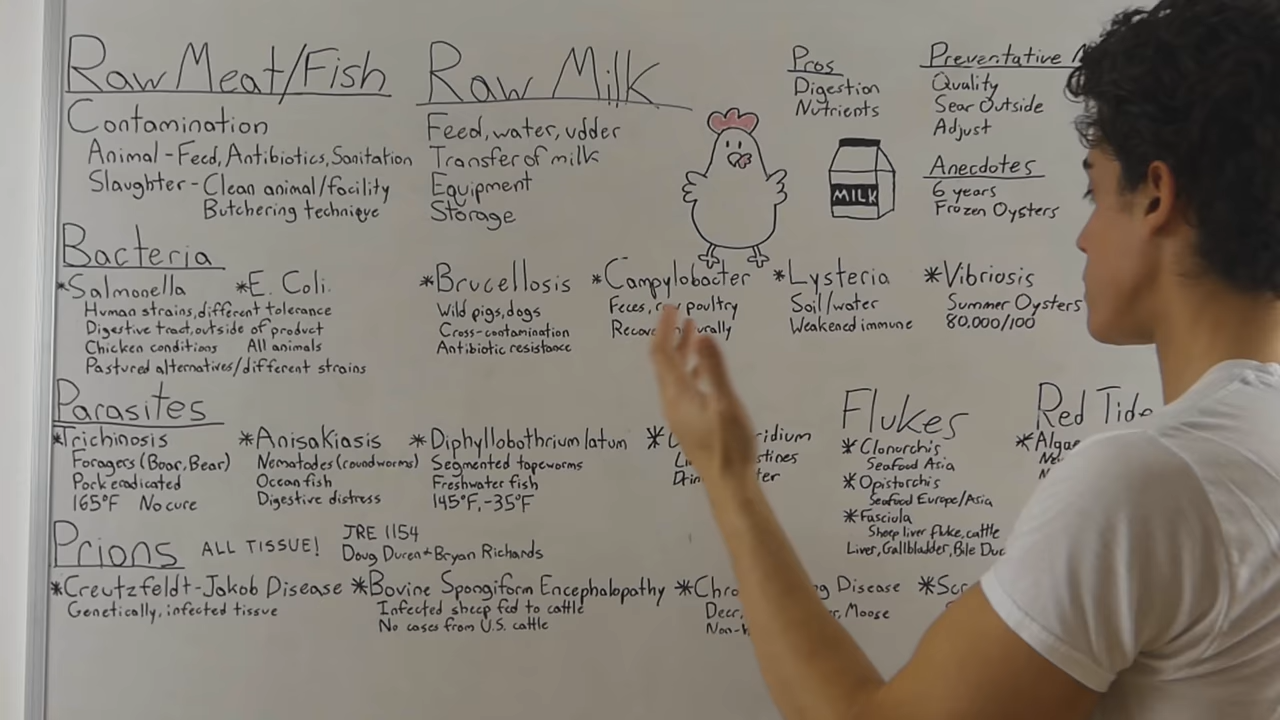 Raw Meat/Fish
Contamination
Animal - Feed, Antibiotics, Sanitation
Slaughter - Clean animal/facility
Butchering technique
Raw Milk
Feed, water, udder
Transfer of milk
Equipment
Storage
MILK
Pros
Digestion
Nutrients
Preventative
Quality
Sear Outside
Adjust
Anecdotes
6 years
Frozen Oysters
Bacteria
*Salmonella *E. Coli.
Human strains, different tolerance
Digestive tract, outside of product
Chicken conditions All animals
Pastured alternatives/different strains
*Brucellosis
Wild pigs, dogs
Cross-contamination
Antibiotic resistance
*Campylobacter
Feces, raw poultry
*Lysteria
Soil/water
Weakened immune
*Vibriosis
Summer Oysters
80,000/100
Parasites
*Trichinosis
Foragers (Boar, Bear)
Pork eradicated
165°F No cure
*Anisakiasis
Nematodes (roundworms)
Ocean fish
Digestive distress
*Diphyllobothrium latum
Segmented tapeworms
Freshwater fish
145°F, -35°F
Flukes
*Clonorchis
Seafood Asia
*Opistorchis
Seafood Europe/Asia
*Fasciola
Sheep liver fluke, cattle
Liver, Gallbladder, Bile
Red Tide
*Algae
Prions ALL TISSUE!
JRE 1154
Doug Duren + Bryan Richards
*Creutzfeldt-Jakob Disease
Genetically, infected tissue
*Bovine Spongiform Encephalopathy
Infected sheep fed to cattle
No cases from U.S. cattle
Disease
Deer, Moose